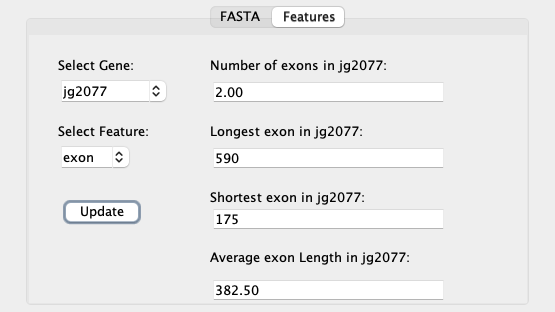 FASTA Features
Select Gene:
jg2077
Select Feature:
exon
Update
Number of exons in jg2077:
2.00
Longest exon in jg2077:
590
Shortest exon in jg2077:
175
Average exon Length in jg2077:
382.50